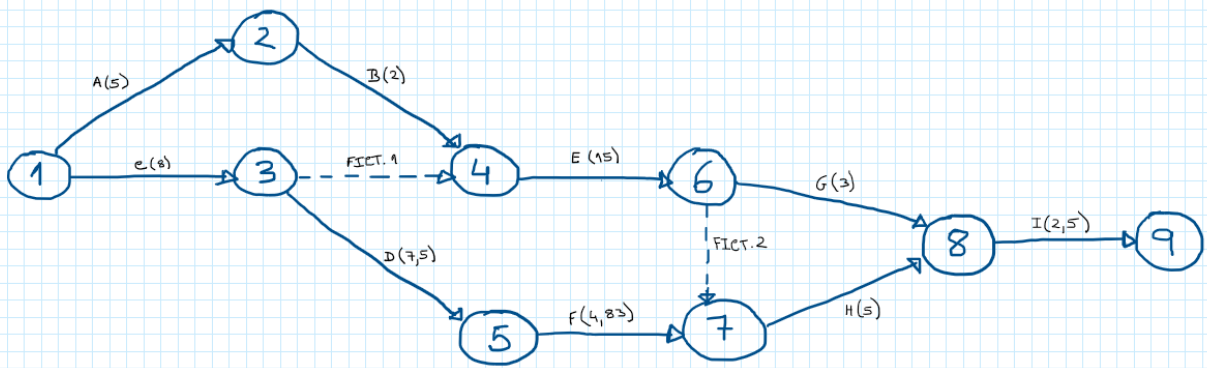 2
A(5)
B(2)
1
e(8)
3
FICT. 1
4
E (15)
6
G(3)
D(7,5)
FICT. 2
8
I(2,5)
9
5
F(4,83)
7
H(5)